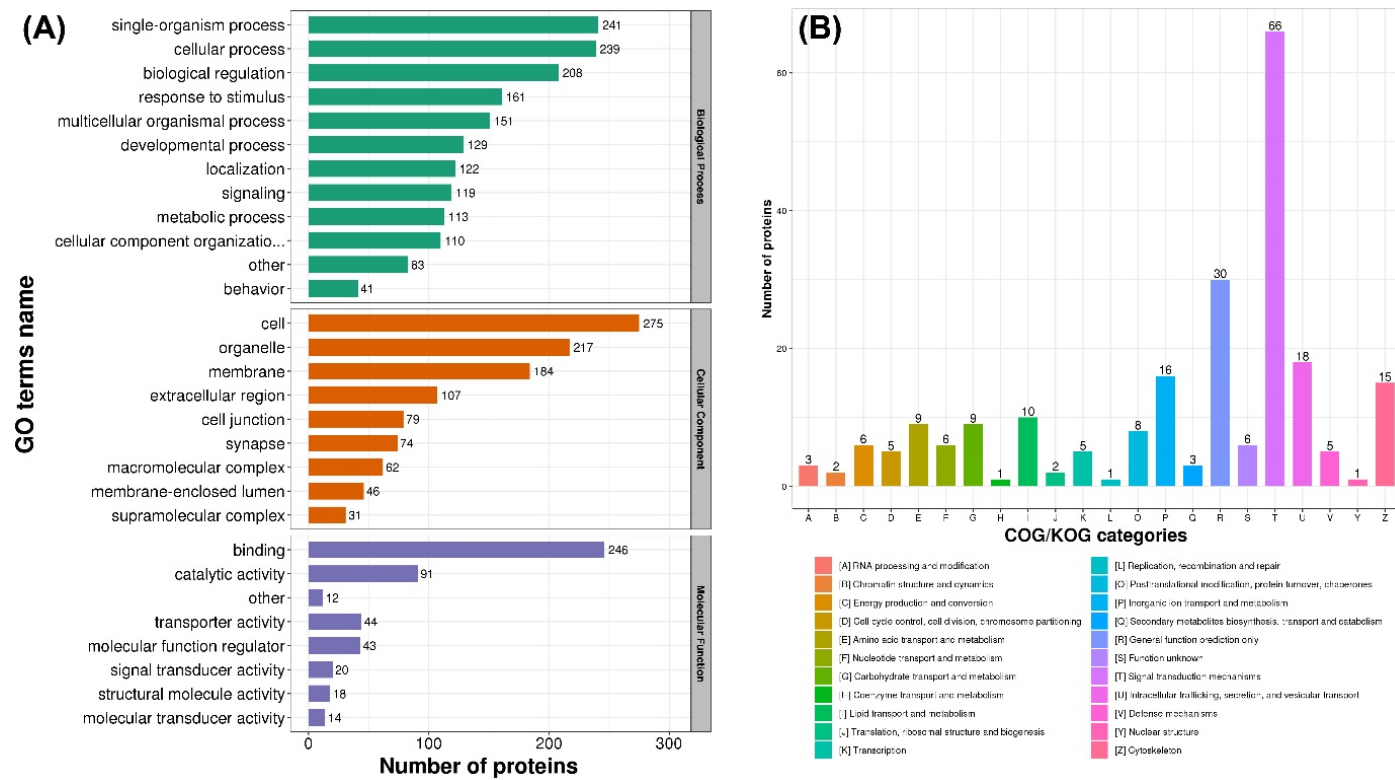 (A)
GO terms name
single-organism process
241
cellular process
239
biological regulation
208
response to stimulus
161
multicellular organismal process
151
developmental process
129
localization
122
signaling
119
metabolic process
113
cellular component organizatio...
110
other
83
behavior
41
Biological Process
cell
275
organelle
217
membrane
184
extracellular region
107
cell junction
79
synapse
74
macromolecular complex
62
membrane-enclosed lumen
46
supramolecular complex
31
Cellular Component
binding
246
catalytic activity
91
other
12
transporter activity
44
molecular function regulator
43
signal transducer activity
20
structural molecule activity
18
molecular transducer activity
14
Molecular Function
0 100 200 300
Number of proteins
(B)
Number of proteins
60
40
20
0
3 2 6 5 9 6 9 1 10 2 5 1 8 16 3 30 6 66 18 5 1 15
A B C D E F G H I J K L O P Q R S T U V Y Z
COG/KOG categories
[A] RNA processing and modification
[B] Chromatin structure and dynamics
[C] Energy production and conversion
[D] Cell cycle control, cell division, chromosome partitioning
[E] Amino acid transport and metabolism
[F] Nucleotide transport and metabolism
[G] Carbohydrate transport and metabolism
[H] Coenzyme transport and metabolism
[I] Lipid transport and metabolism
[J] Translation, ribosomal structure and biogenesis
[K] Transcription
[L] Replication, recombination and repair
[O] Posttranslational modification, protein turnover, chaperones
[P] Inorganic ion transport and metabolism
[Q] Secondary metabolites biosynthesis, transport and catabolism
[R] General function prediction only
[S] Function unknown
[T] Signal transduction mechanisms
[U] Intracellular trafficking, secretion, and vesicular transport
[V] Defense mechanisms
[Y] Nuclear structure
[Z] Cytoskeleton